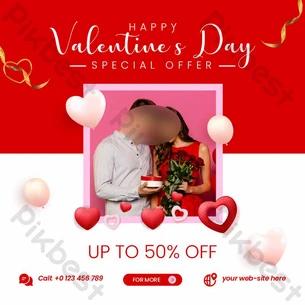 HAPPY
Valentine's Day
SPECIAL OFFER
UP TO 50% OFF
Call: +0 123 456 789
FOR MORE
your web-site here
Pikbest